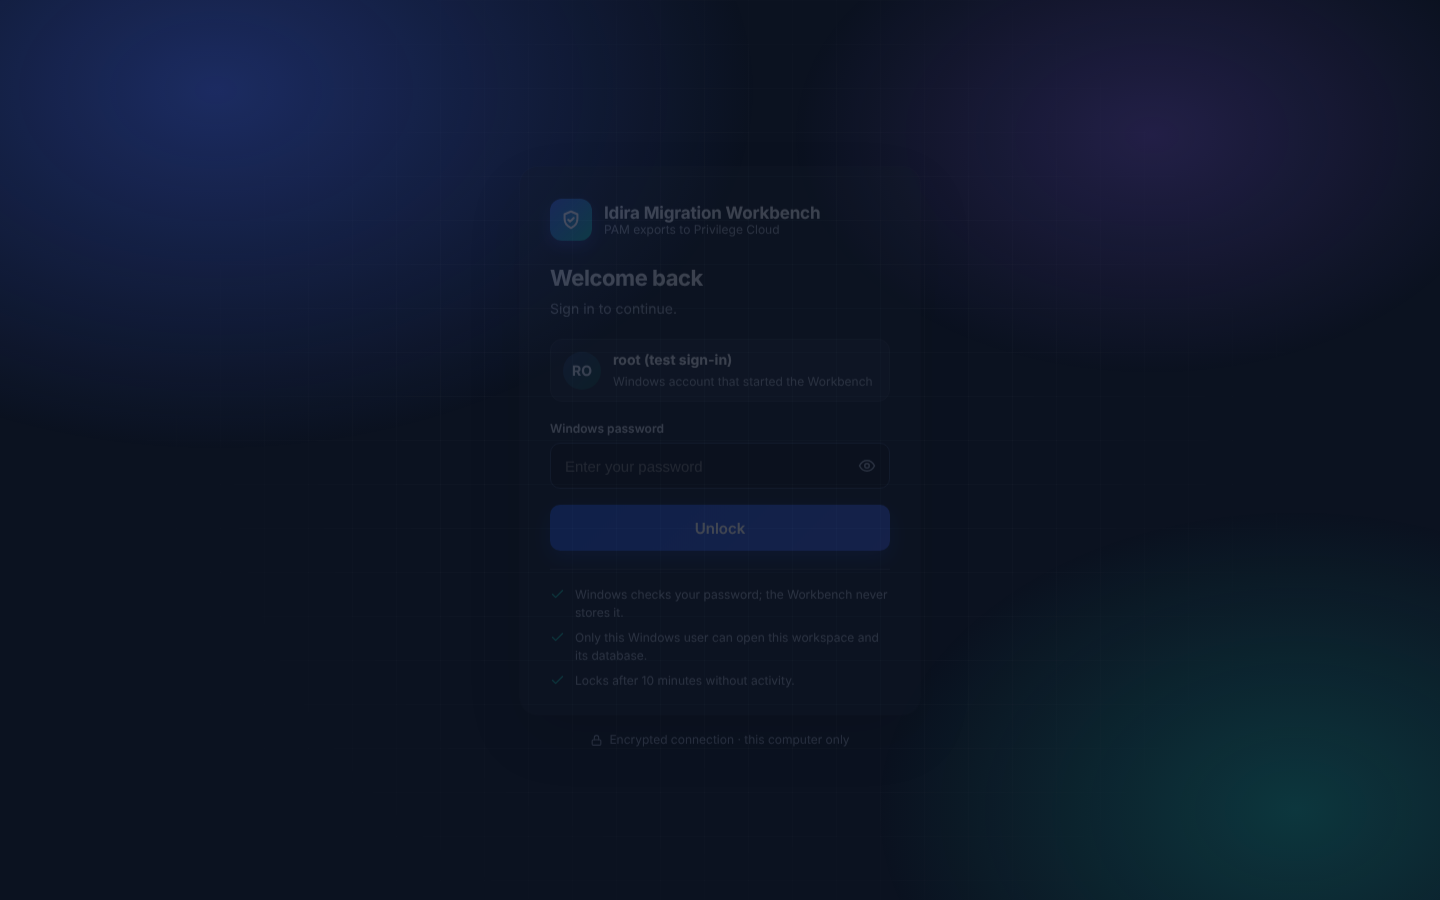 Idira Migration Workbench
PAM exports to Privilege Cloud
Welcome back
Sign in to continue.
RO
root (test sign-in)
Windows account that started the Workbench
Windows password
Enter your password
Unlock
Windows checks your password; the Workbench never
stores it.
Only this Windows user can open this workspace and
its database.
Locks after 10 minutes without activity.
Encrypted connection · this computer only